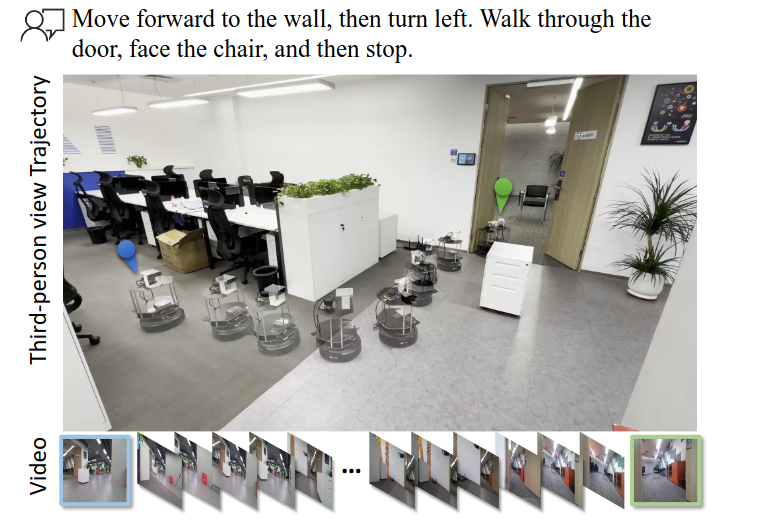 Move forward to the wall, then turn left. Walk through the
door, face the chair, and then stop.
Third-person view Trajectory
Video
...